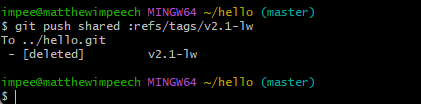 impee@matthewimpeech MINGW64 ~/hello (master)
$ git push shared :refs/tags/v2.1-lw
To ../hello.git
 - [deleted]         v2.1-lw

impee@matthewimpeech MINGW64 ~/hello (master)
$